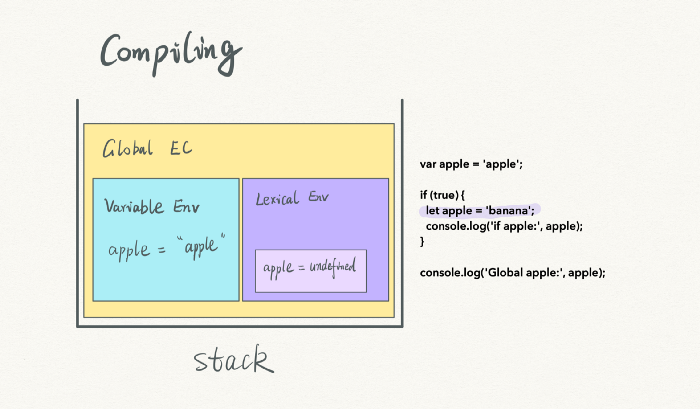 Compiling
Global EC
Variable Env
apple = "apple"
Lexical Env
apple = undefined
stack
var apple = 'apple';
if (true) {
let apple = 'banana';
console.log('if apple:', apple);
}
console.log('Global apple:', apple);